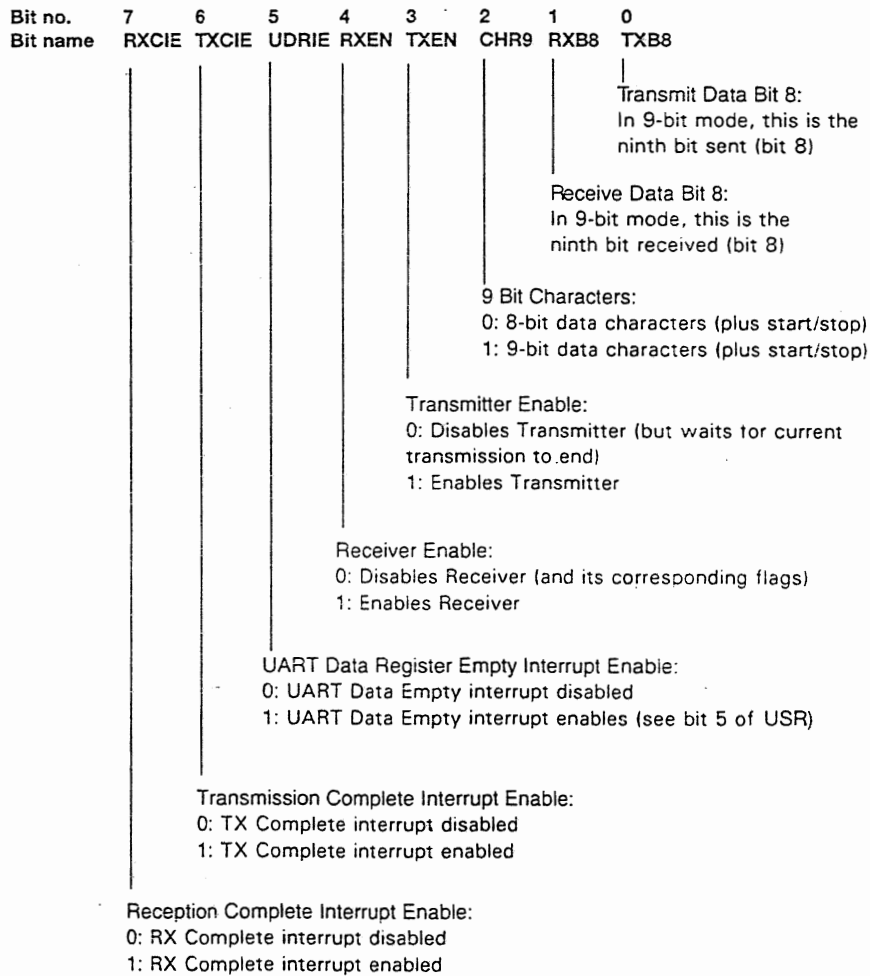 Bit no. 7 6 5 4 3 2 1 0
Bit name RXCIE TXCIE UDRIE RXEN TXEN CHR9 RXB8 TXB8
Transmit Data Bit 8:
In 9-bit mode, this is the
ninth bit sent (bit 8)
Receive Data Bit 8:
In 9-bit mode, this is the
ninth bit received (bit 8)
9 Bit Characters:
0: 8-bit data characters (plus start/stop)
1: 9-bit data characters (plus start/stop)
Transmitter Enable:
0: Disables Transmitter (but waits for current
transmission to end)
1: Enables Transmitter
Receiver Enable:
0: Disables Receiver (and its corresponding flags)
1: Enables Receiver
UART Data Register Empty Interrupt Enable:
0: UART Data Empty interrupt disabled
1: UART Data Empty interrupt enables (see bit 5 of USR)
Transmission Complete Interrupt Enable:
0: TX Complete interrupt disabled
1: TX Complete interrupt enabled
Reception Complete Interrupt Enable:
0: RX Complete interrupt disabled
1: RX Complete interrupt enabled